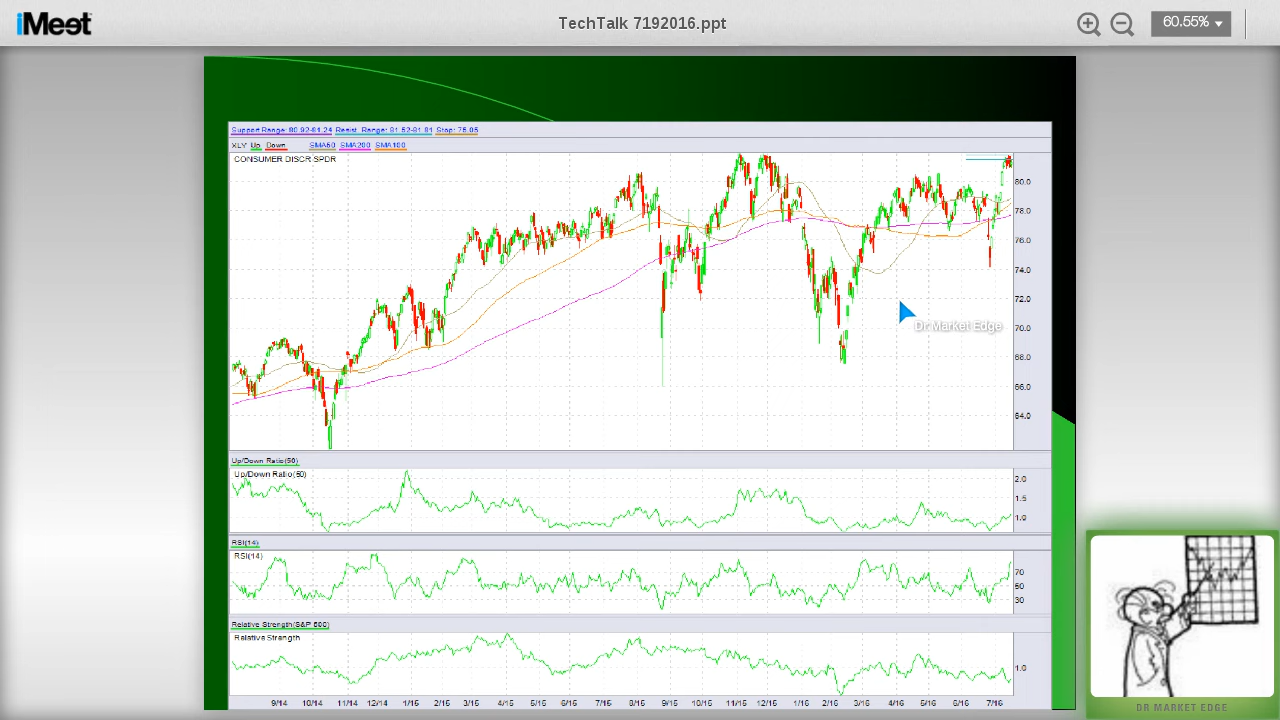 iMeet
TechTalk 7192016.ppt
60.55%
Support Range: 80.92-81.24 Resist. Range: 81.52-81.81 Stop: 75.05
XLY Up Down SMA50 SMA200 SMA100
CONSUMER DISCR SPDR
80.0
78.0
76.0
74.0
72.0
70.0
68.0
66.0
64.0
Dr Market Edge
Up/Down Ratio(50)
Up/Down Ratio(50)
2.0
1.5
1.0
RSI(14)
RSI(14)
70
50
30
Relative Strength(S&P 500)
Relative Strength
1.0
9/14 10/14 11/14 12/14 1/15 2/15 3/15 4/15 5/15 6/15 7/15 8/15 9/15 10/15 11/15 12/15 1/16 2/16 3/16 4/16 5/16 6/16 7/16
DR MARKET EDGE